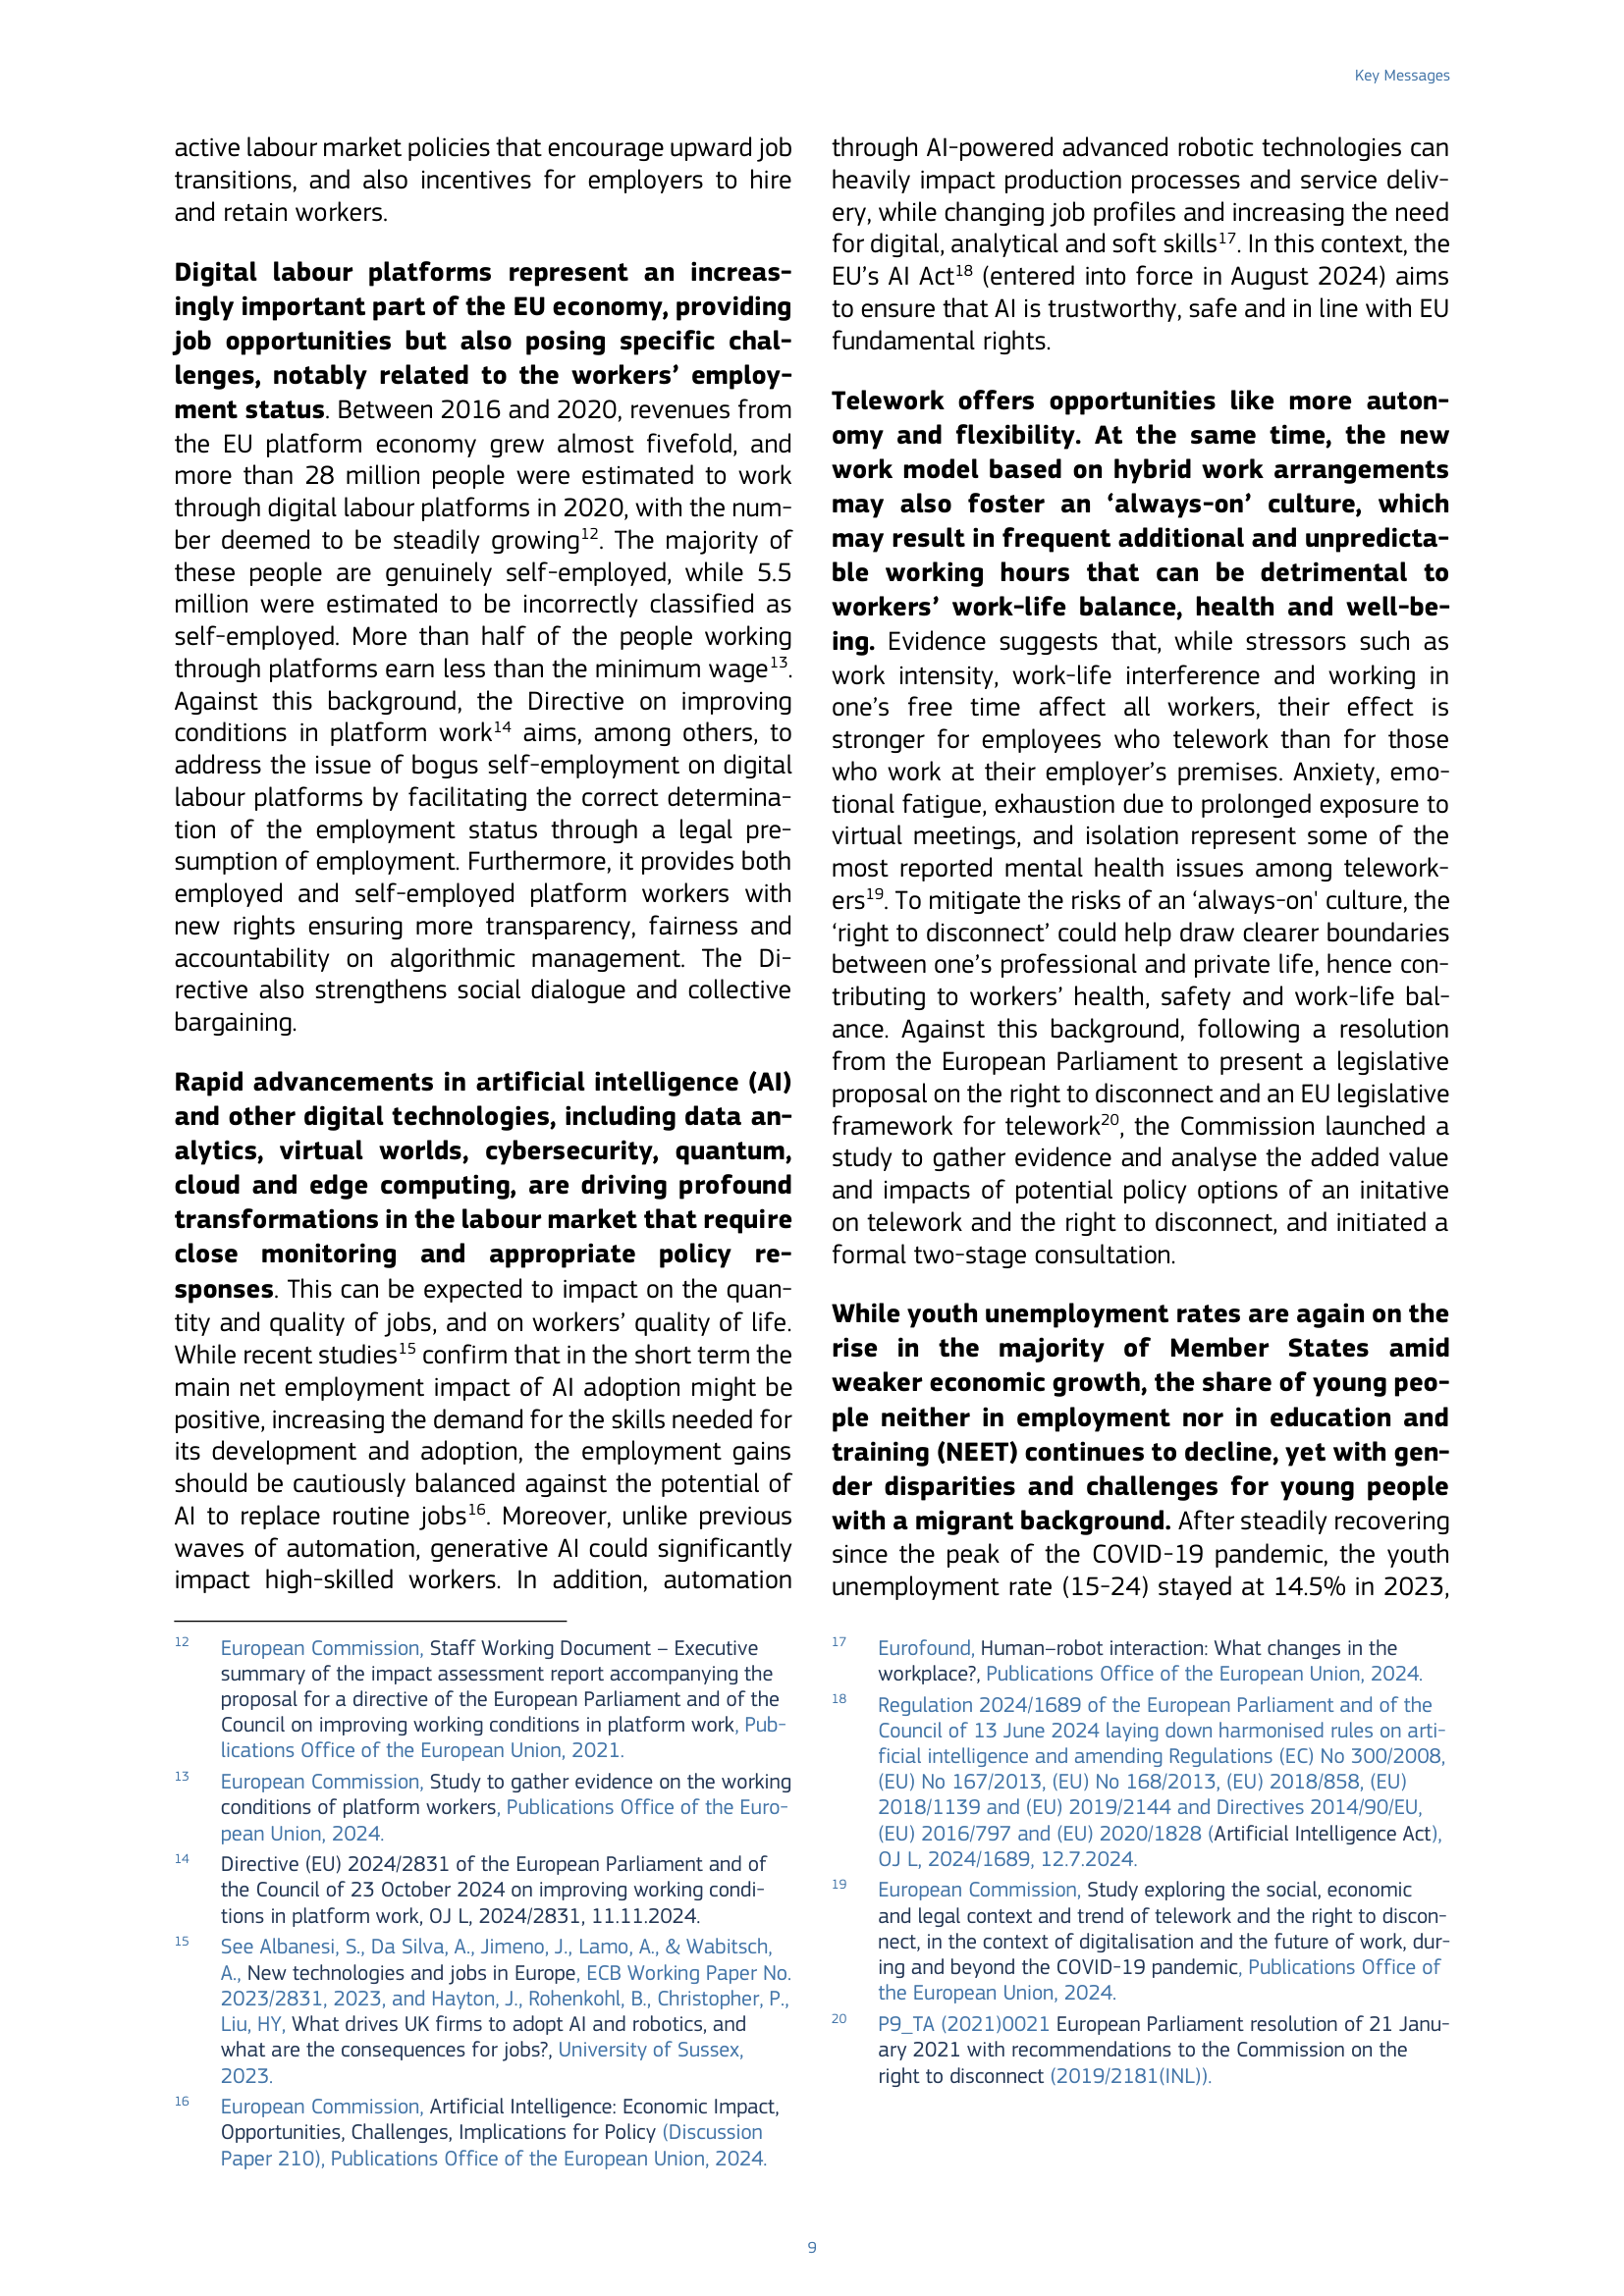 Key Messages
active labour market policies that encourage upward job
transitions, and also incentives for employers to hire
and retain workers.
Digital labour platforms represent an increas-
ingly important part of the EU economy, providing
job opportunities but also posing specific chal-
lenges, notably related to the workers’ employ-
ment status. Between 2016 and 2020, revenues from
the EU platform economy grew almost fivefold, and
more than 28 million people were estimated to work
through digital labour platforms in 2020, with the num-
ber deemed to be steadily growing12. The majority of
these people are genuinely self-employed, while 5.5
million were estimated to be incorrectly classified as
self-employed. More than half of the people working
through platforms earn less than the minimum wage13.
Against this background, the Directive on improving
conditions in platform work14 aims, among others, to
address the issue of bogus self-employment on digital
labour platforms by facilitating the correct determina-
tion of the employment status through a legal pre-
sumption of employment. Furthermore, it provides both
employed and self-employed platform workers with
new rights ensuring more transparency, fairness and
accountability on algorithmic management. The Di-
rective also strengthens social dialogue and collective
bargaining.
Rapid advancements in artificial intelligence (AI)
and other digital technologies, including data an-
alytics, virtual worlds, cybersecurity, quantum,
cloud and edge computing, are driving profound
transformations in the labour market that require
close monitoring and appropriate policy re-
sponses. This can be expected to impact on the quan-
tity and quality of jobs, and on workers’ quality of life.
While recent studies15 confirm that in the short term the
main net employment impact of AI adoption might be
positive, increasing the demand for the skills needed for
its development and adoption, the employment gains
should be cautiously balanced against the potential of
AI to replace routine jobs16. Moreover, unlike previous
waves of automation, generative AI could significantly
impact high-skilled workers. In addition, automation
through AI-powered advanced robotic technologies can
heavily impact production processes and service deliv-
ery, while changing job profiles and increasing the need
for digital, analytical and soft skills17. In this context, the
EU’s AI Act18 (entered into force in August 2024) aims
to ensure that AI is trustworthy, safe and in line with EU
fundamental rights.
Telework offers opportunities like more auton-
omy and flexibility. At the same time, the new
work model based on hybrid work arrangements
may also foster an ‘always-on’ culture, which
may result in frequent additional and unpredicta-
ble working hours that can be detrimental to
workers’ work-life balance, health and well-be-
ing. Evidence suggests that, while stressors such as
work intensity, work-life interference and working in
one’s free time affect all workers, their effect is
stronger for employees who telework than for those
who work at their employer’s premises. Anxiety, emo-
tional fatigue, exhaustion due to prolonged exposure to
virtual meetings, and isolation represent some of the
most reported mental health issues among telework-
ers19. To mitigate the risks of an ‘always-on' culture, the
‘right to disconnect’ could help draw clearer boundaries
between one’s professional and private life, hence con-
tributing to workers’ health, safety and work-life bal-
ance. Against this background, following a resolution
from the European Parliament to present a legislative
proposal on the right to disconnect and an EU legislative
framework for telework20, the Commission launched a
study to gather evidence and analyse the added value
and impacts of potential policy options of an initative
on telework and the right to disconnect, and initiated a
formal two-stage consultation.
While youth unemployment rates are again on the
rise in the majority of Member States amid
weaker economic growth, the share of young peo-
ple neither in employment nor in education and
training (NEET) continues to decline, yet with gen-
der disparities and challenges for young people
with a migrant background. After steadily recovering
since the peak of the COVID-19 pandemic, the youth
unemployment rate (15-24) stayed at 14.5% in 2023,
12 European Commission, Staff Working Document – Executive
summary of the impact assessment report accompanying the
proposal for a directive of the European Parliament and of the
Council on improving working conditions in platform work, Pub-
lications Office of the European Union, 2021.
13 European Commission, Study to gather evidence on the working
conditions of platform workers, Publications Office of the Euro-
pean Union, 2024.
14 Directive (EU) 2024/2831 of the European Parliament and of
the Council of 23 October 2024 on improving working condi-
tions in platform work, OJ L, 2024/2831, 11.11.2024.
15 See Albanesi, S., Da Silva, A., Jimeno, J., Lamo, A., & Wabitsch,
A., New technologies and jobs in Europe, ECB Working Paper No.
2023/2831, 2023, and Hayton, J., Rohenkohl, B., Christopher, P.,
Liu, HY, What drives UK firms to adopt AI and robotics, and
what are the consequences for jobs?, University of Sussex,
2023.
16 European Commission, Artificial Intelligence: Economic Impact,
Opportunities, Challenges, Implications for Policy (Discussion
Paper 210), Publications Office of the European Union, 2024.
17 Eurofound, Human–robot interaction: What changes in the
workplace?, Publications Office of the European Union, 2024.
18 Regulation 2024/1689 of the European Parliament and of the
Council of 13 June 2024 laying down harmonised rules on arti-
ficial intelligence and amending Regulations (EC) No 300/2008,
(EU) No 167/2013, (EU) No 168/2013, (EU) 2018/858, (EU)
2018/1139 and (EU) 2019/2144 and Directives 2014/90/EU,
(EU) 2016/797 and (EU) 2020/1828 (Artificial Intelligence Act),
OJ L, 2024/1689, 12.7.2024.
19 European Commission, Study exploring the social, economic
and legal context and trend of telework and the right to discon-
nect, in the context of digitalisation and the future of work, dur-
ing and beyond the COVID-19 pandemic, Publications Office of
the European Union, 2024.
20 P9_TA (2021)0021 European Parliament resolution of 21 Janu-
ary 2021 with recommendations to the Commission on the
right to disconnect (2019/2181(INL)).
9